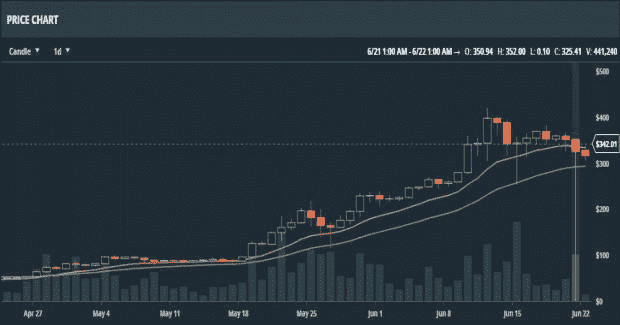 PRICE CHART
Candle ▼ 1d ▼ 6/21 1:00 AM - 6/22 1:00 AM → O: 350.94 H: 352.00 L: 0.10 C: 325.41 V: 441,240
$500
$400
$342.01
$300
$200
$100
$0
Apr 27 May 4 May 11 May 18 May 25 Jun 1 Jun 8 Jun 15 Jun 22